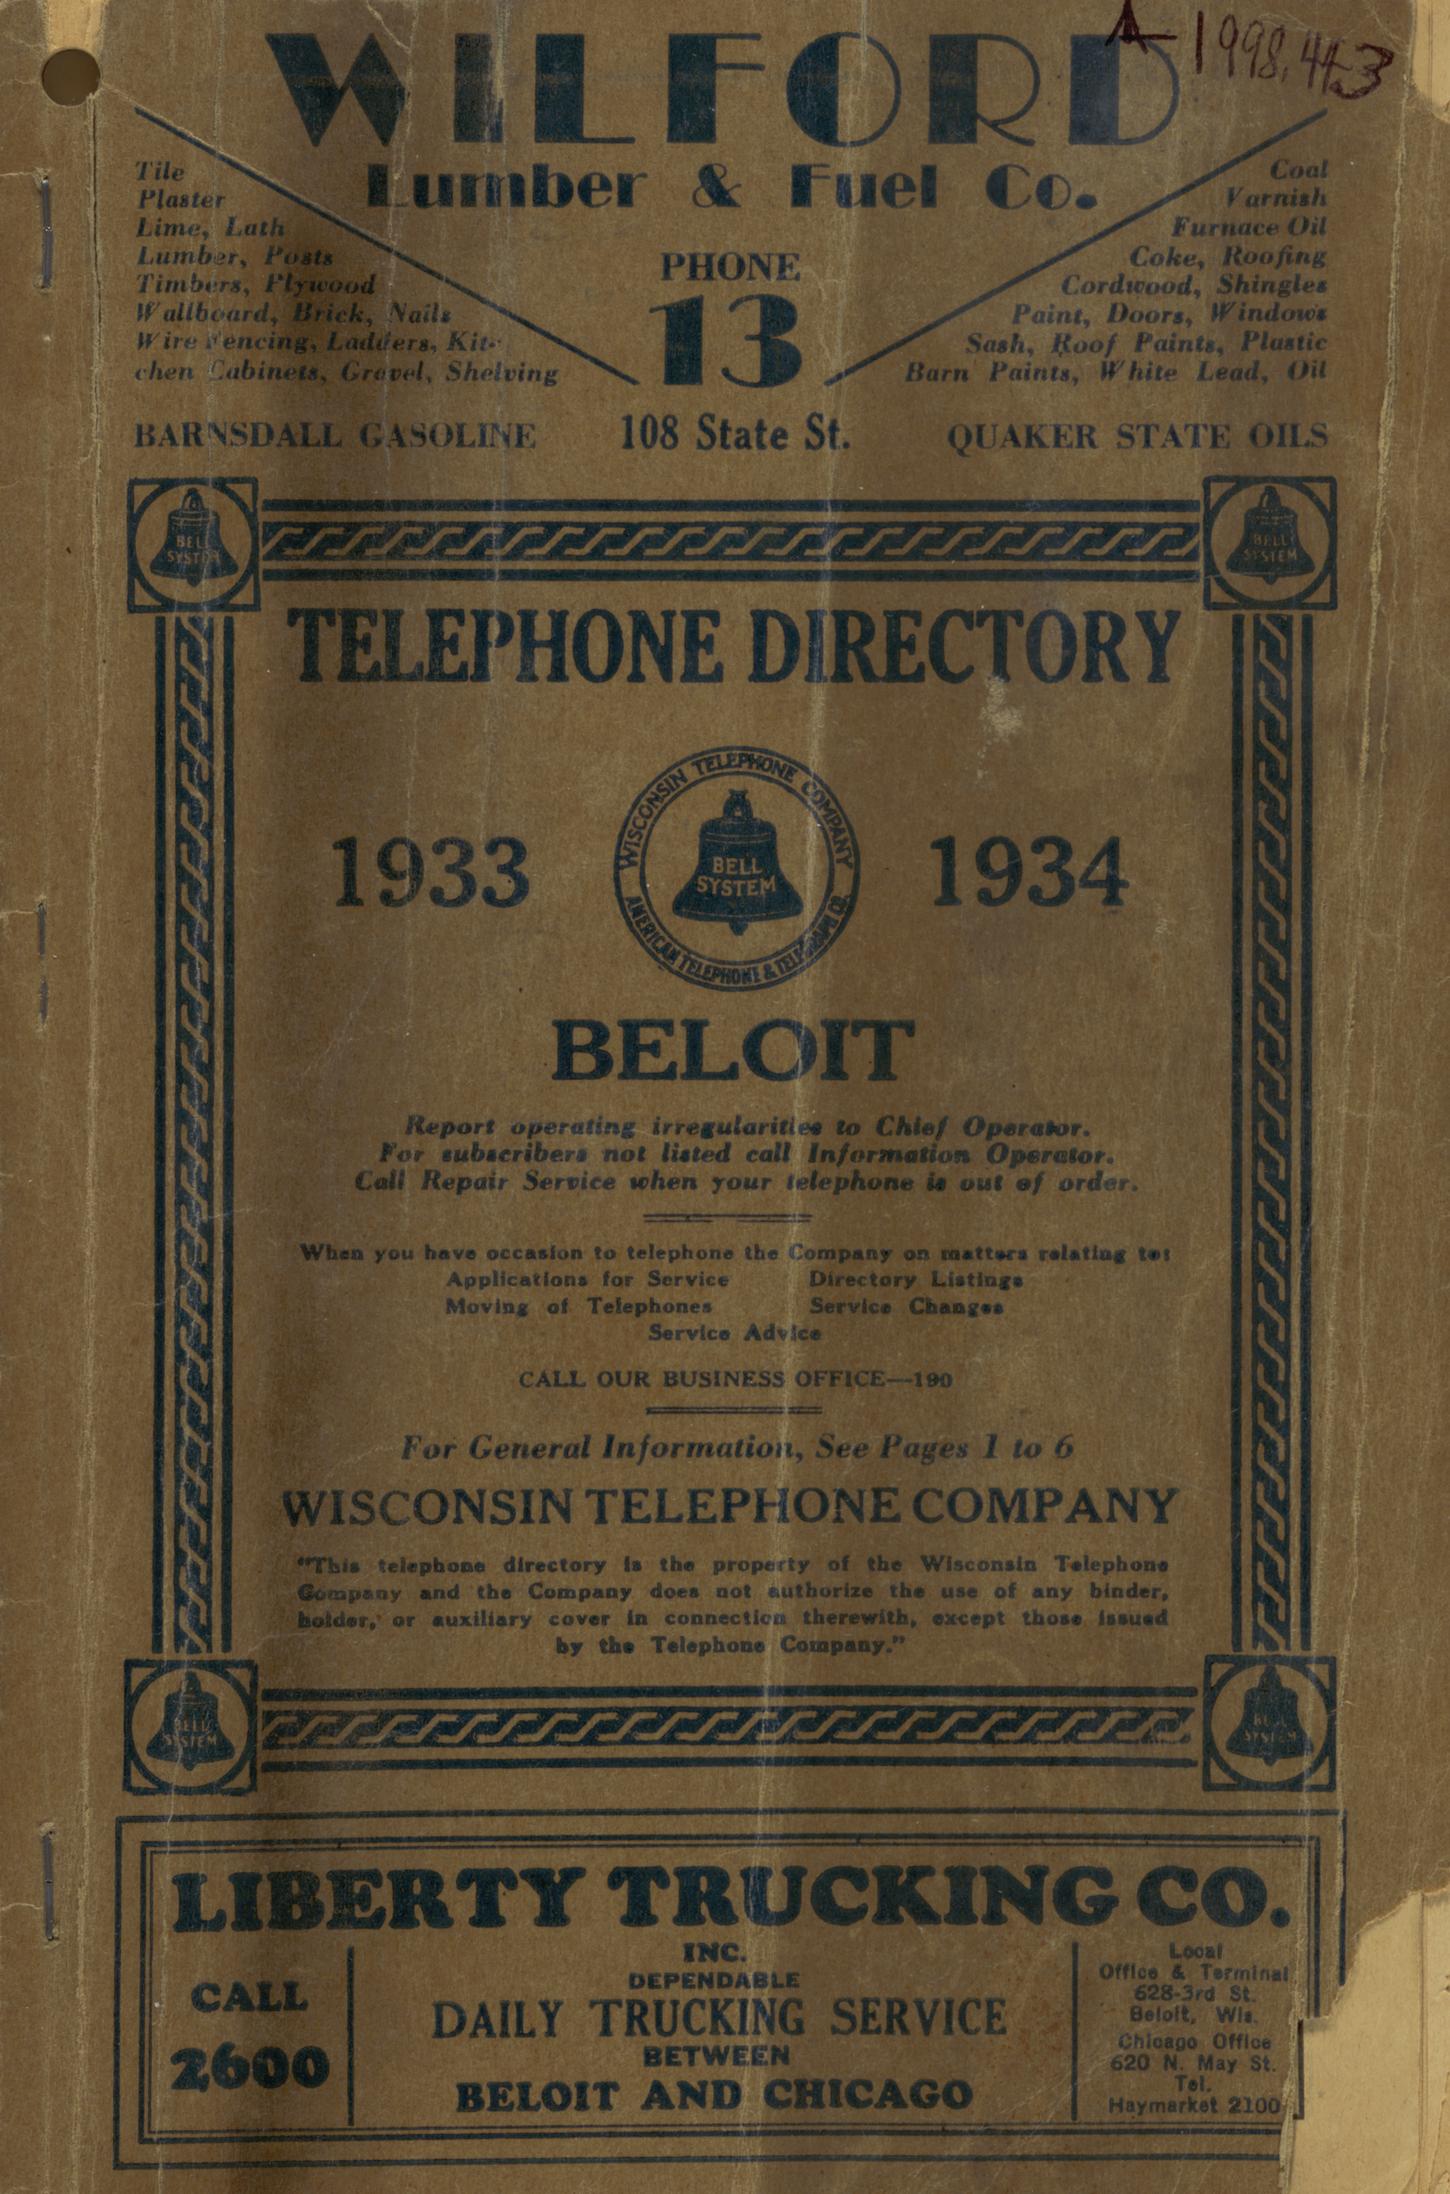 A-1998.443
WILFORD
Lumber & Fuel Co.
Tile
Plaster
Lime, Lath
Lumber, Posts
Timbers, Plywood
Wallboard, Brick, Nails
Wire Fencing, Ladders, Kit-
chen Cabinets, Gravel, Shelving
PHONE
13
Coal
Varnish
Furnace Oil
Coke, Roofing
Cordwood, Shingles
Paint, Doors, Windows
Sash, Roof Paints, Plastic
Barn Paints, White Lead, Oil
BARNSDALL GASOLINE 108 State St. QUAKER STATE OILS
BELL
SYSTEM
BELL
SYSTEM
TELEPHONE DIRECTORY
1933
WISCONSIN TELEPHONE COMPANY
BELL
SYSTEM
AMERICAN TELEPHONE & TELEGRAPH CO.
1934
BELOIT
Report operating irregularities to Chief Operator.
For subscribers not listed call Information Operator.
Call Repair Service when your telephone is out of order.
When you have occasion to telephone the Company on matters relating to:
Applications for Service Directory Listings
Moving of Telephones Service Changes
Service Advice
CALL OUR BUSINESS OFFICE—190
For General Information, See Pages 1 to 6
WISCONSIN TELEPHONE COMPANY
"This telephone directory is the property of the Wisconsin Telephone
Company and the Company does not authorize the use of any binder,
holder, or auxiliary cover in connection therewith, except those issued
by the Telephone Company."
BELL
SYSTEM
BELL
SYSTEM
LIBERTY TRUCKING CO.
INC.
CALL
2600
DEPENDABLE
DAILY TRUCKING SERVICE
BETWEEN
BELOIT AND CHICAGO
Local
Office & Terminal
628-3rd St.
Beloit, Wis.
Chicago Office
620 N. May St.
Tel.
Haymarket 2100